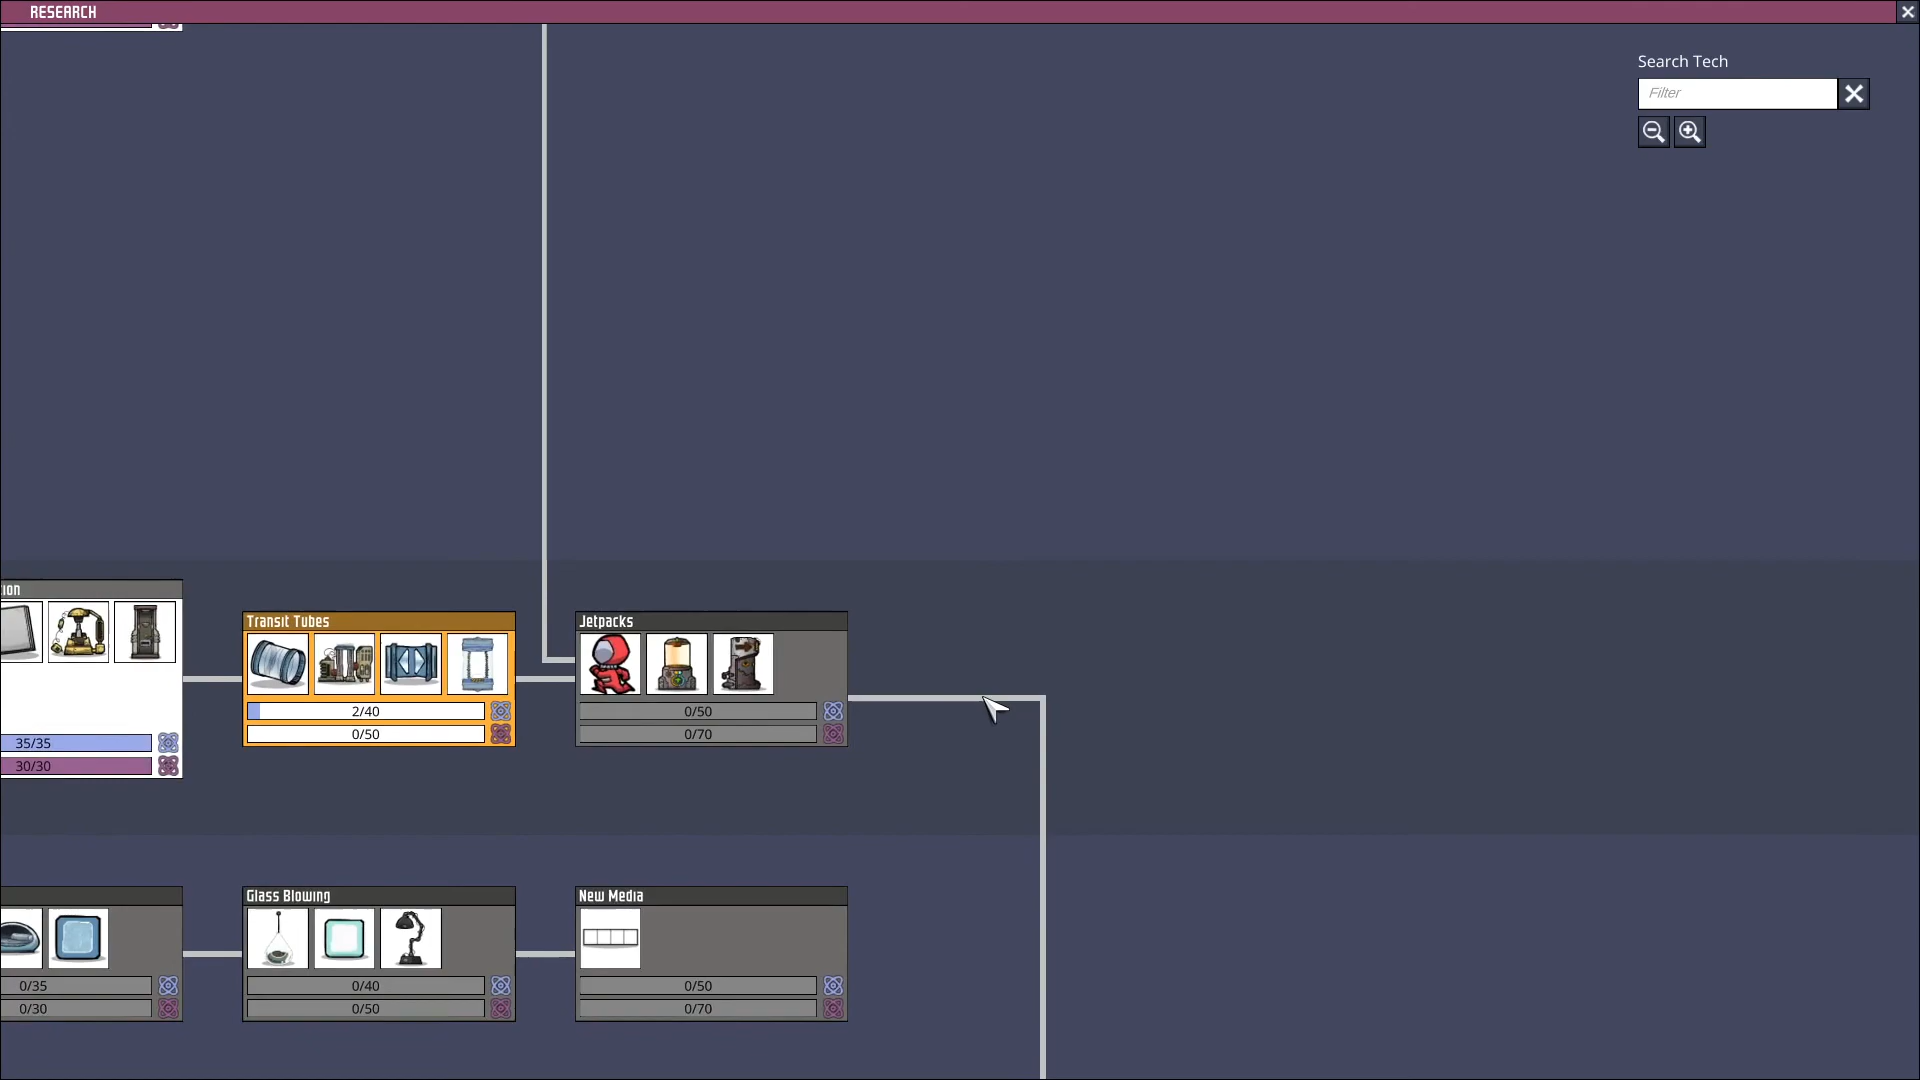 RESEARCH
Search Tech
Filter
ion
35/35
30/30
Transit Tubes
2/40
0/50
Jetpacks
0/50
0/70
0/35
0/30
Glass Blowing
0/40
0/50
New Media
0/50
0/70